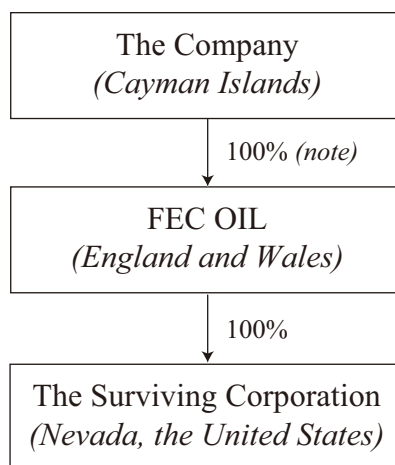 The Company
(Cayman Islands)
100% (note)
FEC OIL
(England and Wales)
100%
The Surviving Corporation
(Nevada, the United States)